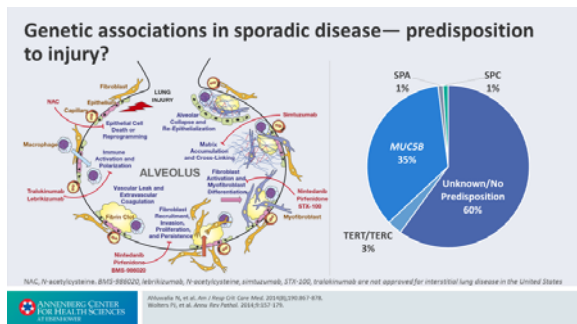 Genetic associations in sporadic disease— predisposition
to injury?
Fibroblast
LUNG
INJURY
NAC
Epithelial
Capillary
Epithelial Cell
Death or
Reprogramming
Alveolar
Collapse and
Re-Epithelialization
Simtuzumab
Macrophage
Immune
Activation and
Polarization
Matrix
Accumulation
and Cross-Linking
ALVEOLUS
Fibroblast
Activation and
Myofibroblast
Differentiation
Tralokinumab
Lebrikizumab
Vascular Leak and
Extravascular
Coagulation
Nintedanib
Pirfenidone
STX-100
Fibrin Clot
Fibroblast
Recruitment,
Invasion,
Proliferation,
and Persistence
Myofibroblast
Nintedanib
Pirfenidone
BMS-986020
SPA
1%
SPC
1%
MUC5B
35%
Unknown/No
Predisposition
60%
TERT/TERC
3%
NAC, N-acetylcysteine. BMS-986020, lebrikizumab, N-acetylcysteine, simtuzumab, STX-100, tralokinumab are not approved for interstitial lung disease in the United States
ANNENBERG CENTER
FOR HEALTH SCIENCES
AT EISENHOWER
Ahluwalia N, et al. Am J Resp Crit Care Med. 2014;190:867-878.
Wolters PJ, et al. Annu Rev Pathol. 2014;9:157-179.